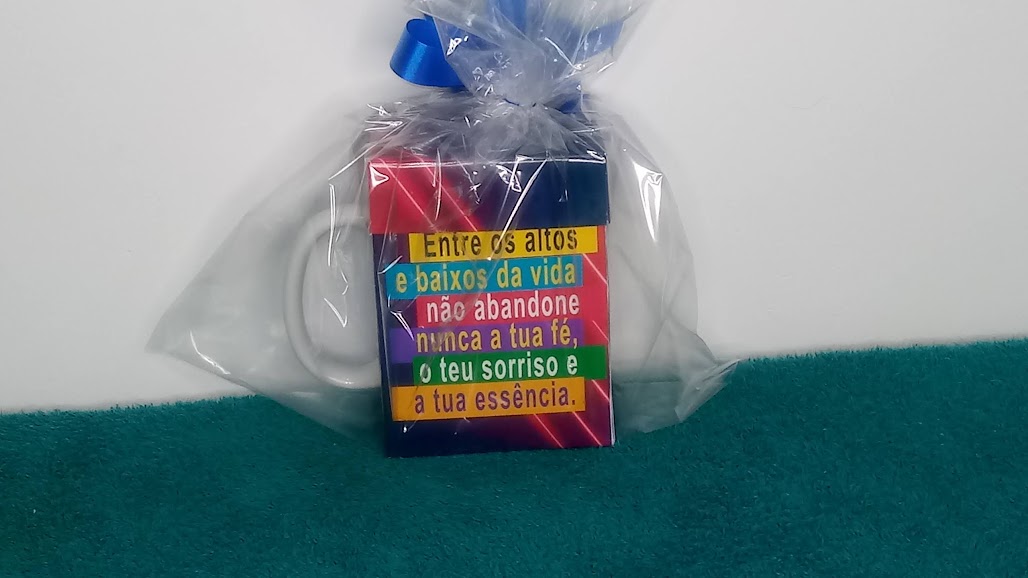 Entre os altos
e baixos da vida
não abandone
nunca a tua fé,
o teu sorriso e
a tua essência.